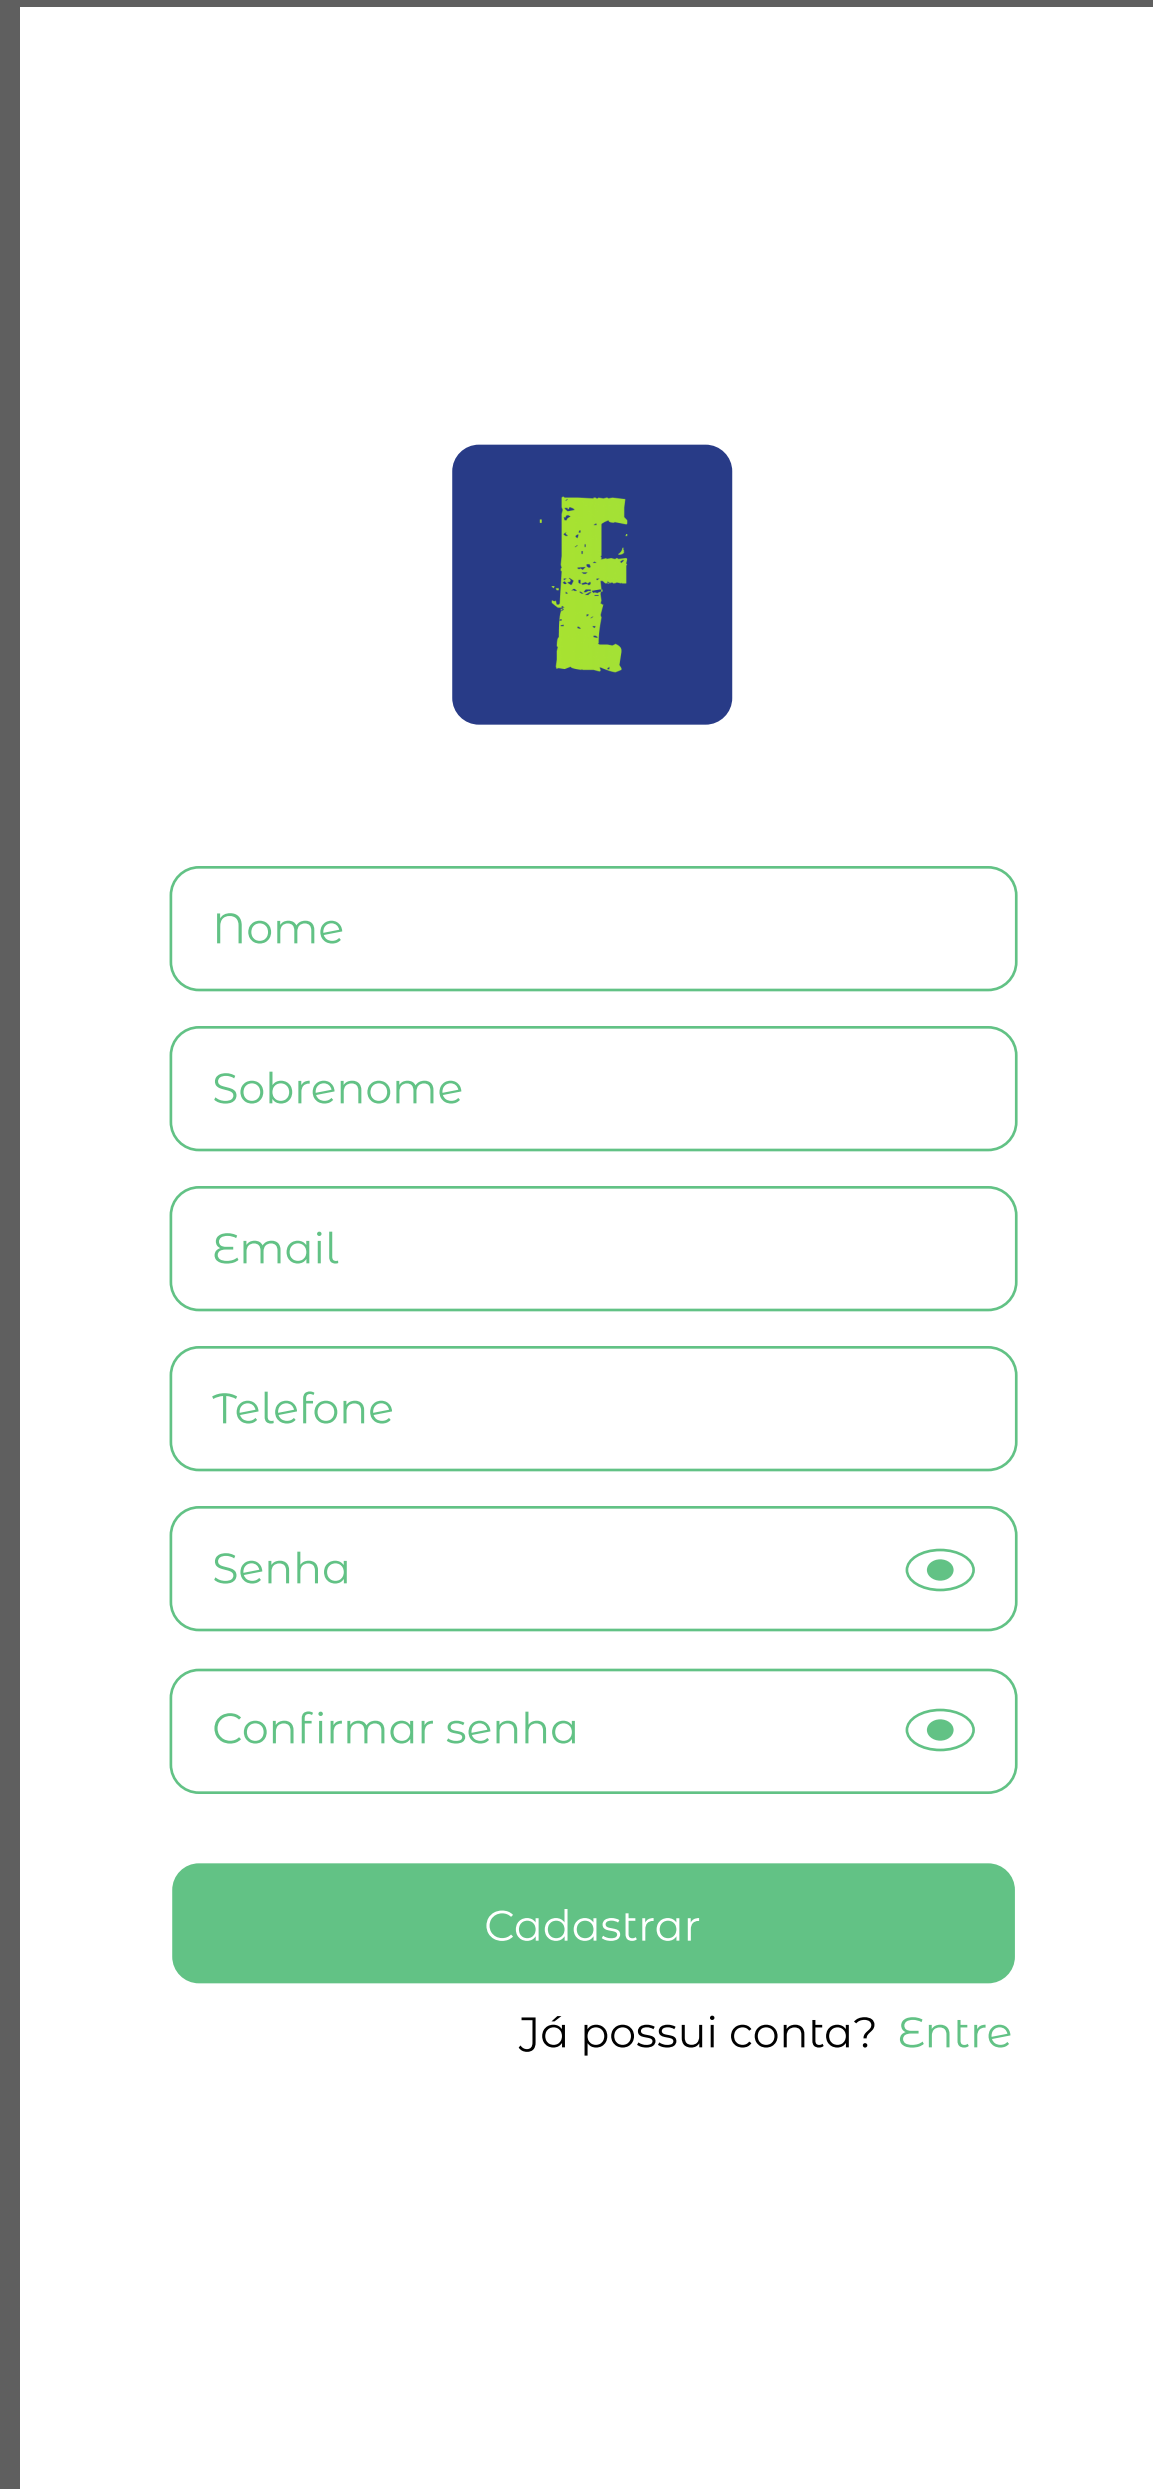 E
Nome
Sobrenome
Email
Telefone
Senha
Confirmar senha
Cadastrar
Já possui conta? Entre